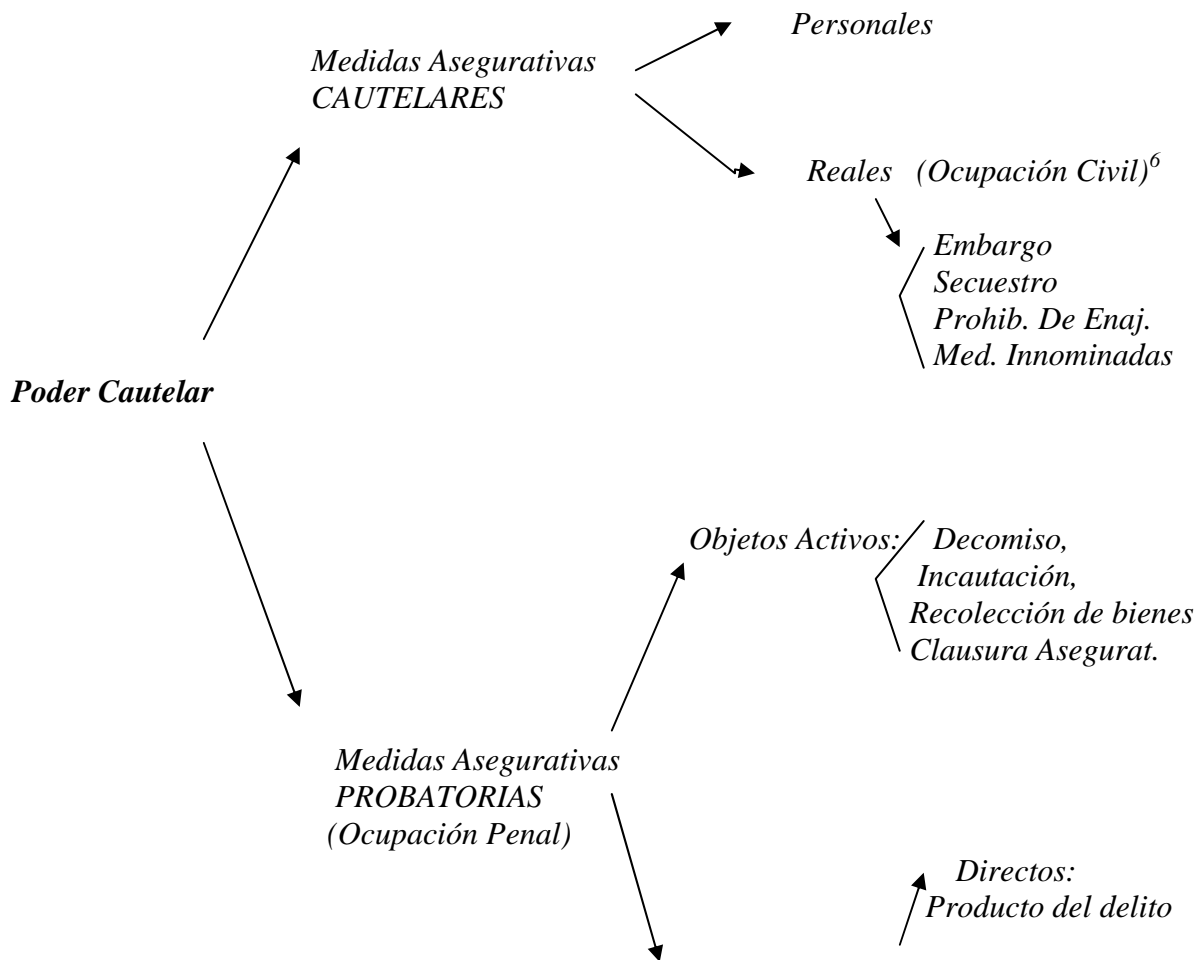 Personales
Medidas Asegurativas
CAUTELARES
Reales (Ocupación Civil)6
Embargo
Secuestro
Prohib. De Enaj.
Med. Innominadas
Poder Cautelar
Objetos Activos: Decomiso,
Incautación,
Recolección de bienes
Clausura Asegurat.
Medidas Asegurativas
PROBATORIAS
(Ocupación Penal)
Directos:
Producto del delito